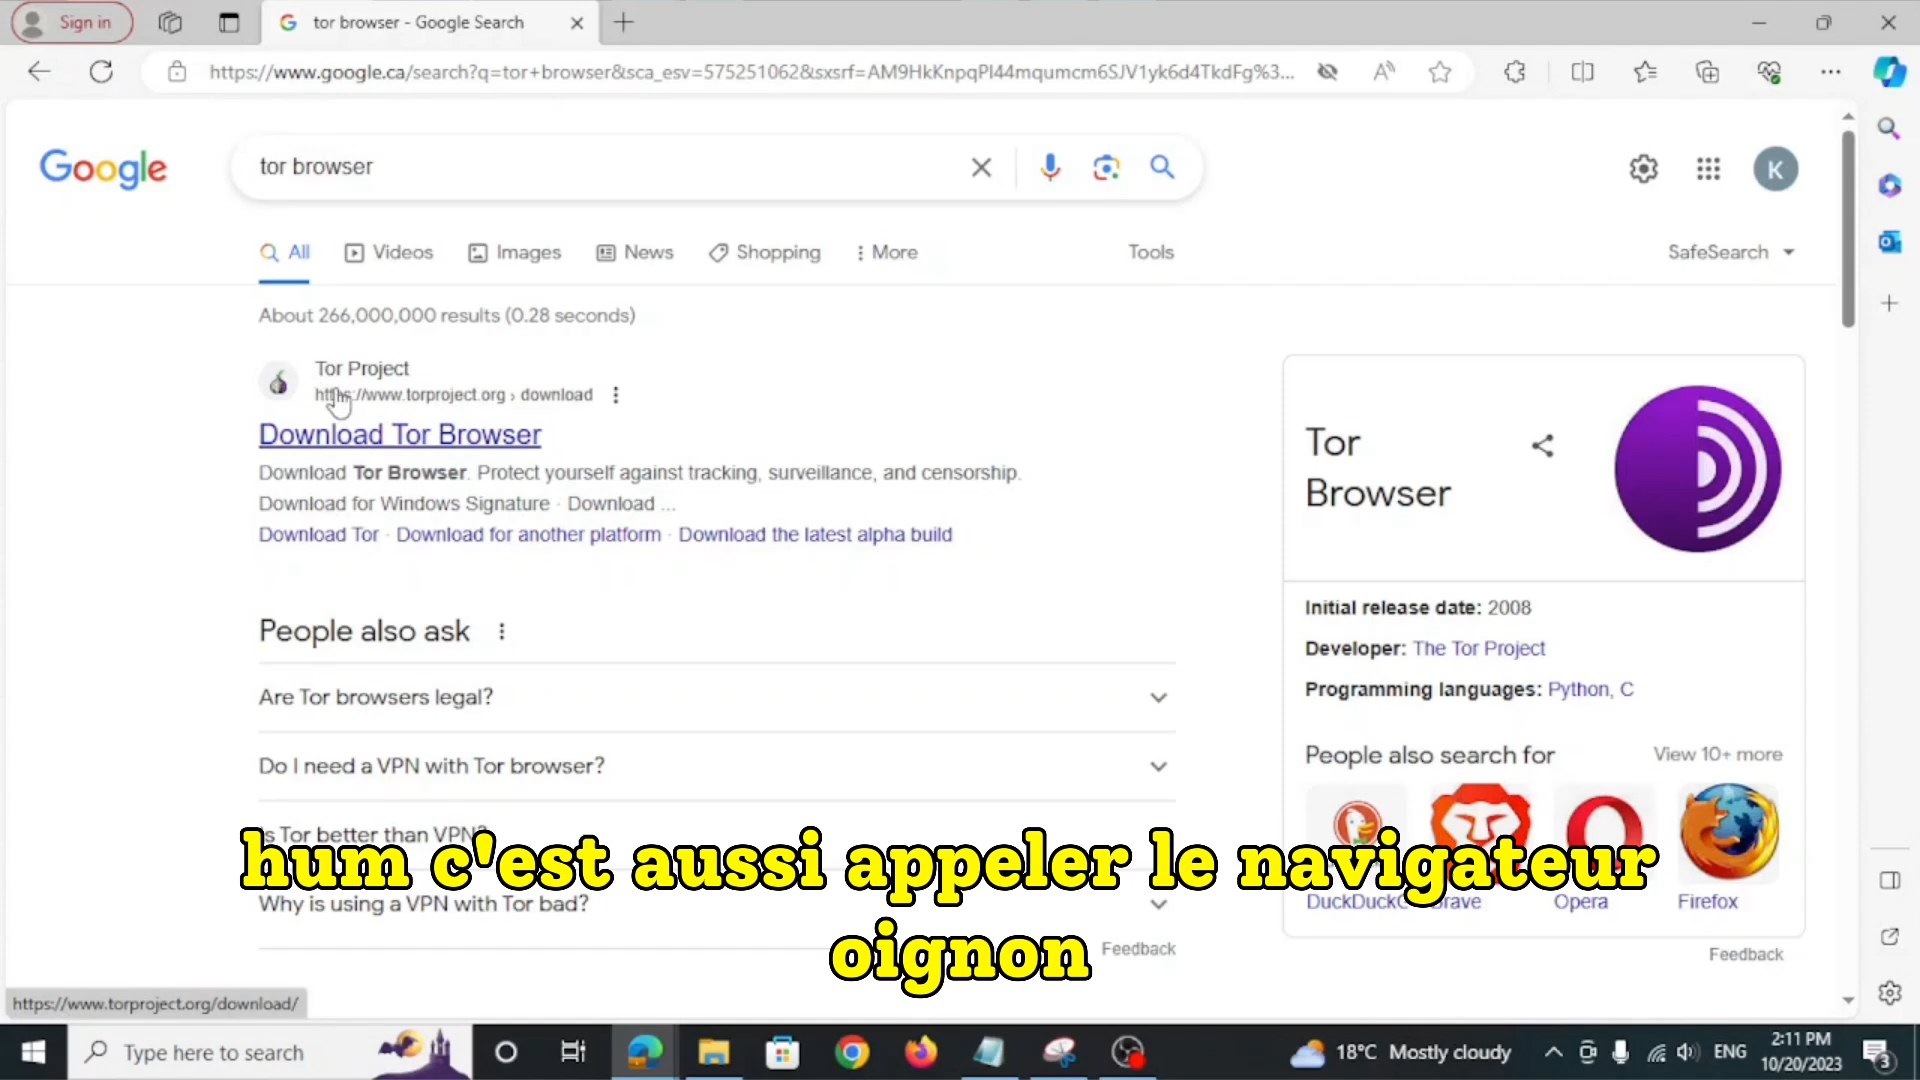 Sign in
tor browser - Google Search
https://www.google.ca/search?q=tor+browser&sca_esv=575251062&sxsrf=AM9HkKnpqPI44mqumcm6SJV1yk6d4TkdFg%3...
Google
tor browser
K
All
Videos
Images
News
Shopping
More
Tools
SafeSearch
About 266,000,000 results (0.28 seconds)
Tor Project
https://www.torproject.org › download
Download Tor Browser
Download Tor Browser. Protect yourself against tracking, surveillance, and censorship.
Download for Windows Signature · Download ...
Download Tor · Download for another platform · Download the latest alpha build
People also ask
Are Tor browsers legal?
Do I need a VPN with Tor browser?
Is Tor better than VPN?
Why is using a VPN with Tor bad?
Feedback
Tor
Browser
Initial release date: 2008
Developer: The Tor Project
Programming languages: Python, C
People also search for
View 10+ more
Brave
Opera
Firefox
Feedback
hum c'est aussi appeler le navigateur
oignon
https://www.torproject.org/download/
Type here to search
18°C Mostly cloudy
ENG
2:11 PM
10/20/2023
3